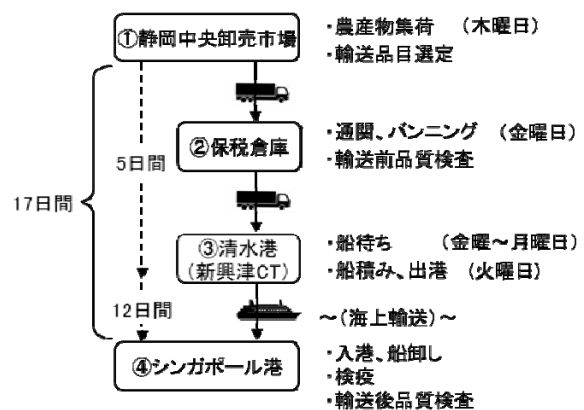 ①静岡中央卸売市場
・農産物集荷 （木曜日）
・輸送品目選定
②保税倉庫
・通関、バンニング （金曜日）
・輸送前品質検査
5日間
17日間
③清水港
(新興津CT)
・船待ち （金曜～月曜日）
・船積み、出港 （火曜日）
12日間
～(海上輸送)～
④シンガポール港
・入港、船卸し
・検疫
・輸送後品質検査